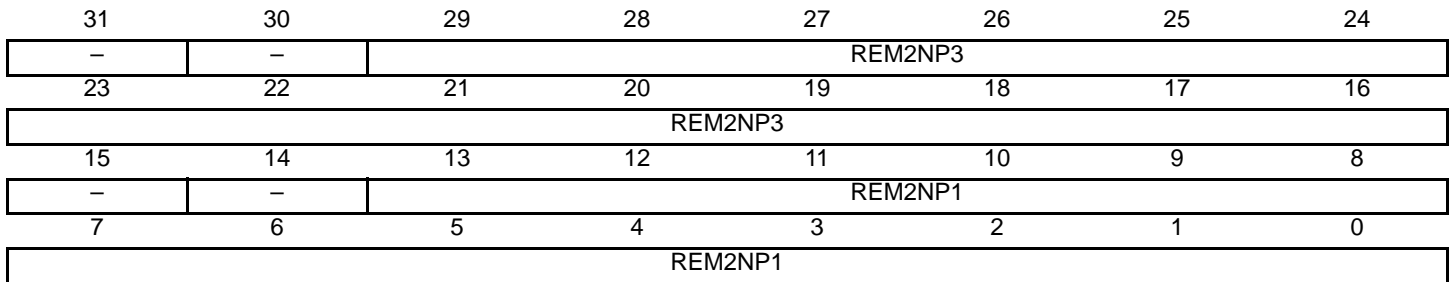 31 30 29 28 27 26 25 24
– – REM2NP3
23 22 21 20 19 18 17 16
REM2NP3
15 14 13 12 11 10 9 8
– – REM2NP1
7 6 5 4 3 2 1 0
REM2NP1